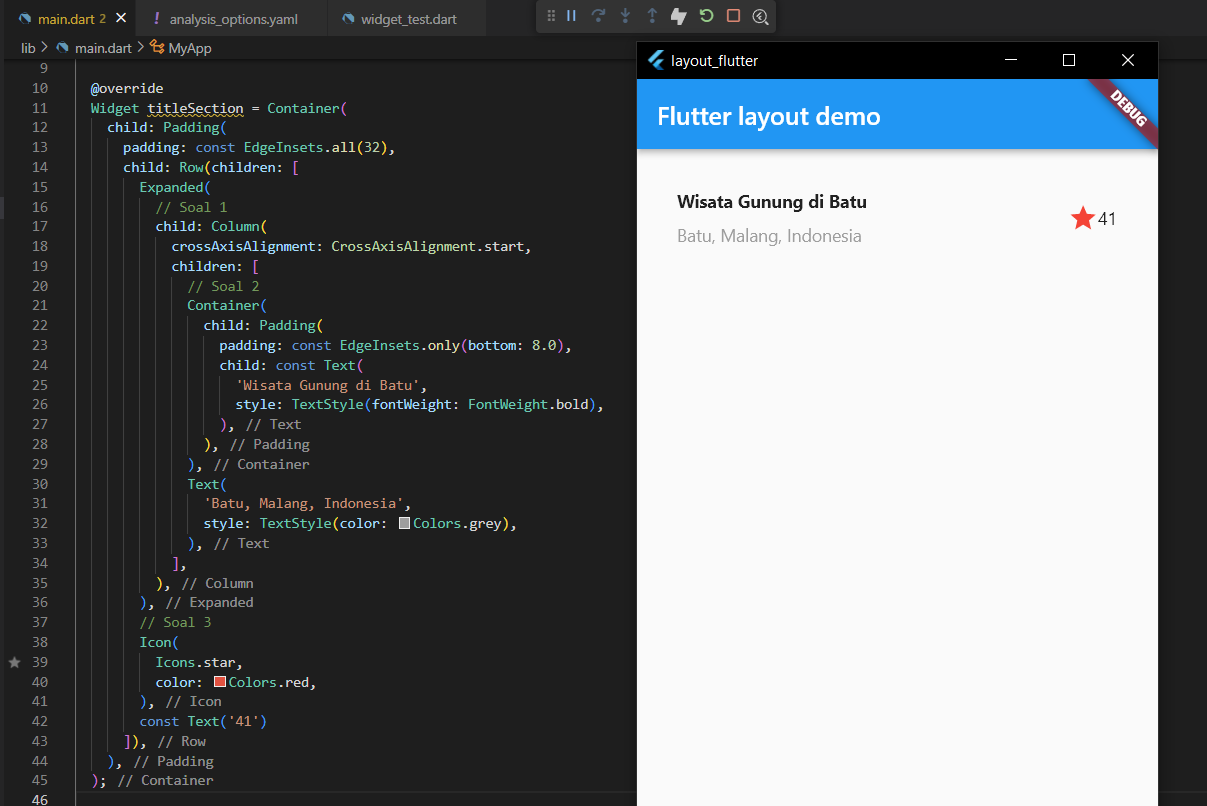 main.dart 2
analysis_options.yaml
widget_test.dart
lib > main.dart > MyApp
9
10 @override
11 Widget titleSection = Container(
12 child: Padding(
13 padding: const EdgeInsets.all(32),
14 child: Row(children: [
15 Expanded(
16 // Soal 1
17 child: Column(
18 crossAxisAlignment: CrossAxisAlignment.start,
19 children: [
20 // Soal 2
21 Container(
22 child: Padding(
23 padding: const EdgeInsets.only(bottom: 8.0),
24 child: const Text(
25 'Wisata Gunung di Batu',
26 style: TextStyle(fontWeight: FontWeight.bold),
27 ), // Text
28 ), // Padding
29 ), // Container
30 Text(
31 'Batu, Malang, Indonesia',
32 style: TextStyle(color: Colors.grey),
33 ), // Text
34 ],
35 ), // Column
36 ), // Expanded
37 // Soal 3
38 Icon(
39 Icons.star,
40 color: Colors.red,
41 ), // Icon
42 const Text('41')
43 ]), // Row
44 ), // Padding
45 ); // Container
46
layout_flutter
Flutter layout demo
DEBUG
Wisata Gunung di Batu
41
Batu, Malang, Indonesia